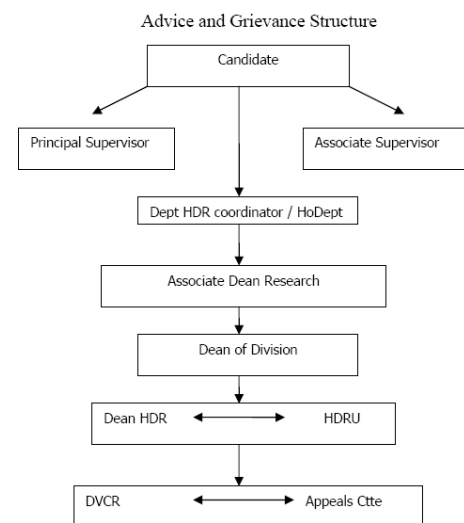 Advice and Grievance Structure
Candidate
Principal Supervisor
Associate Supervisor
Dept HDR coordinator / HoDept
Associate Dean Research
Dean of Division
Dean HDR HDRU
DVCR Appeals Ctte